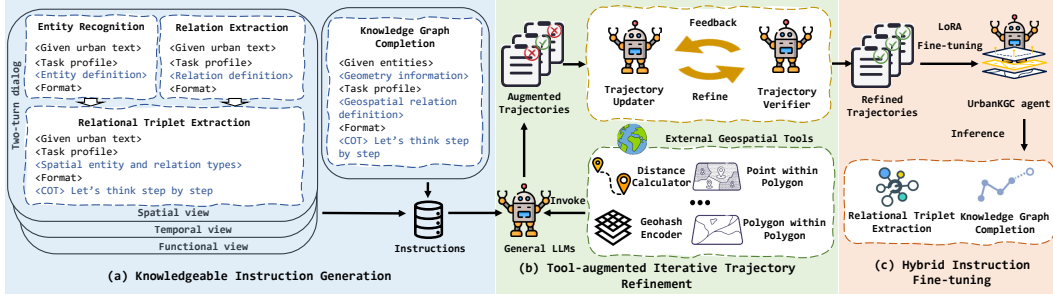 Two-turn dialog
Entity Recognition
<Given urban text>
<Task profile>
<Entity definition>
<Format>
Relation Extraction
<Given urban text>
<Task profile>
<Relation definition>
<Format>
Relational Triplet Extraction
<Given urban text>
<Task profile>
<Spatial entity and relation types>
<Format>
<COT> Let's think step by step
Spatial view
Temporal view
Functional view
Knowledge Graph
Completion
<Given entities>
<Geometry information>
<Task profile>
<Geospatial relation
definition>
<Format>
<COT> Let's think step
by step
Instructions
(a) Knowledgeable Instruction Generation
Augmented
Trajectories
Feedback
Trajectory
Updater
Refine
Trajectory
Verifier
General LLMs
Invoke
External Geospatial Tools
Distance
Calculator
Point within
Polygon
Geohash
Encoder
Polygon within
Polygon
(b) Tool-augmented Iterative Trajectory
Refinement
Refined
Trajectories
LoRA
Fine-tuning
UrbanKGC agent
Inference
Relational Triplet
Extraction
Knowledge Graph
Completion
(c) Hybrid Instruction
Fine-tuning